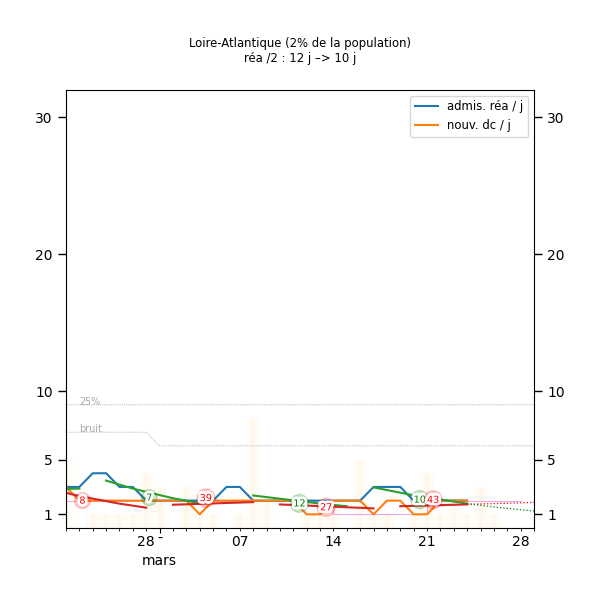 Loire-Atlantique (2% de la population)
réa /2 : 12 j –> 10 j
admis. réa / j
nouv. dc / j
30 30
20 20
10 10
25%
bruit
5 5
8 7 39 12 27 10 43
1 1
28 07 14 21 28
mars